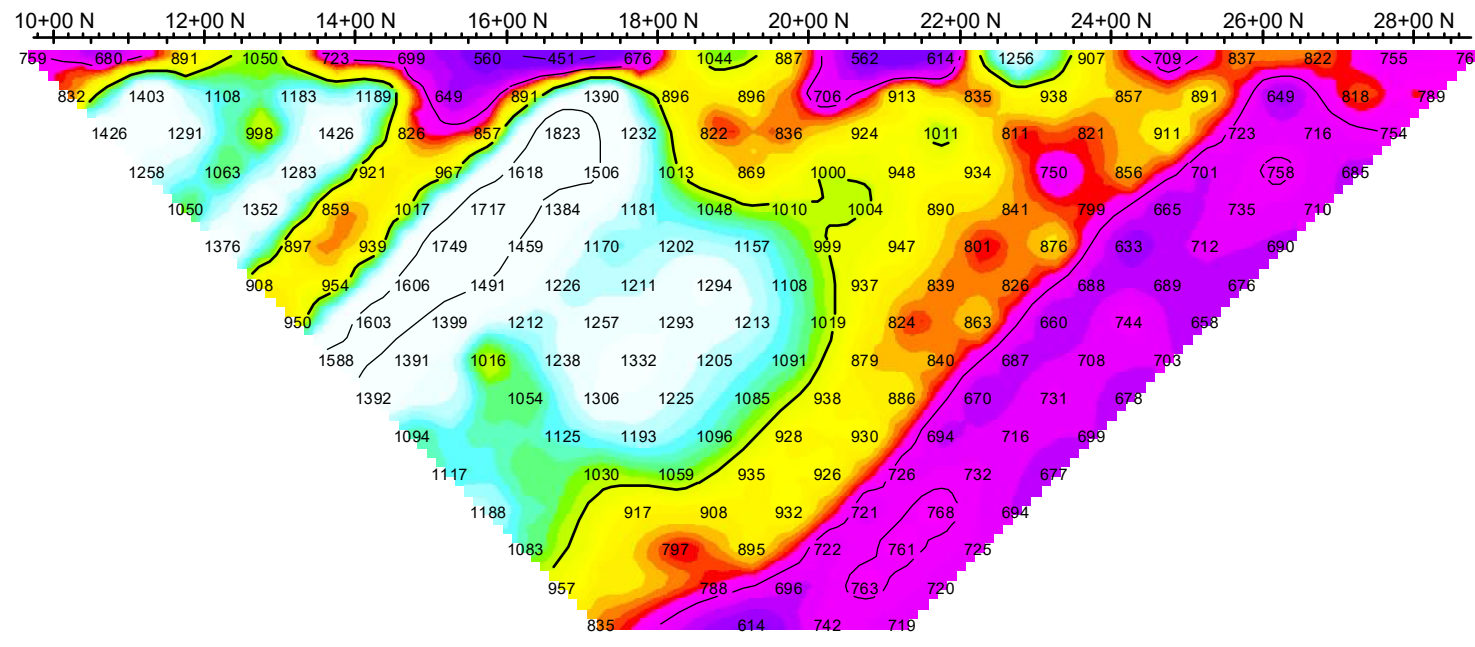 10+00 N 12+00 N 14+00 N 16+00 N 18+00 N 20+00 N 22+00 N 24+00 N 26+00 N 28+00 N
759 680 891 1050 723 699 560 451 676 1044 887 562 614 1256 907 709 837 822 755 76
832 1403 1108 1183 1189 649 891 1390 896 896 706 913 835 938 857 891 649 818 789
1426 1291 998 1426 826 857 1823 1232 822 836 924 1011 811 821 911 723 716 754
1258 1063 1283 921 967 1618 1506 1013 869 1000 948 934 750 856 701 758 685
1050 1352 859 1017 1717 1384 1181 1048 1010 1004 890 841 799 665 735 710
1376 897 939 1749 1459 1170 1202 1157 999 947 801 876 633 712 690
908 954 1606 1491 1226 1211 1294 1108 937 839 826 688 689 676
950 1603 1399 1212 1257 1293 1213 1019 824 863 660 744 658
1588 1391 1016 1238 1332 1205 1091 879 840 687 708 703
1392 1054 1306 1225 1085 938 886 670 731 678
1094 1125 1193 1096 928 930 694 716 699
1117 1030 1059 935 926 726 732 677
1188 917 908 932 721 768 694
1083 797 895 722 761 725
957 788 696 763 720
835 614 742 719